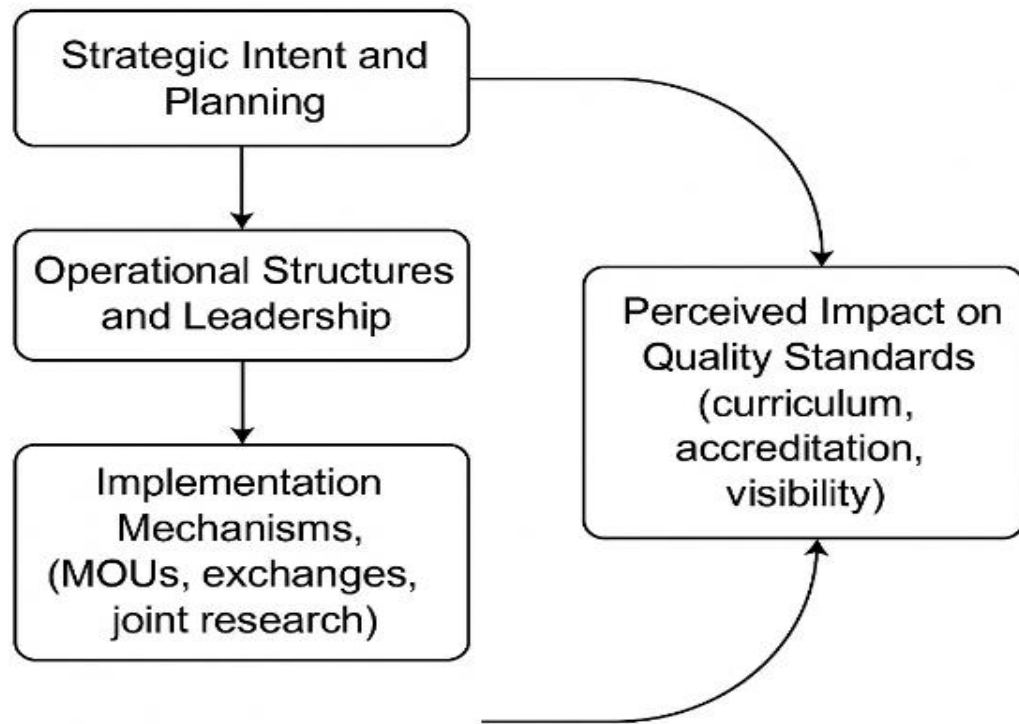 Strategic Intent and
Planning
Operational Structures
and Leadership
Implementation
Mechanisms,
(MOUs, exchanges,
joint research)
Perceived Impact on
Quality Standards
(curriculum,
accreditation,
visibility)